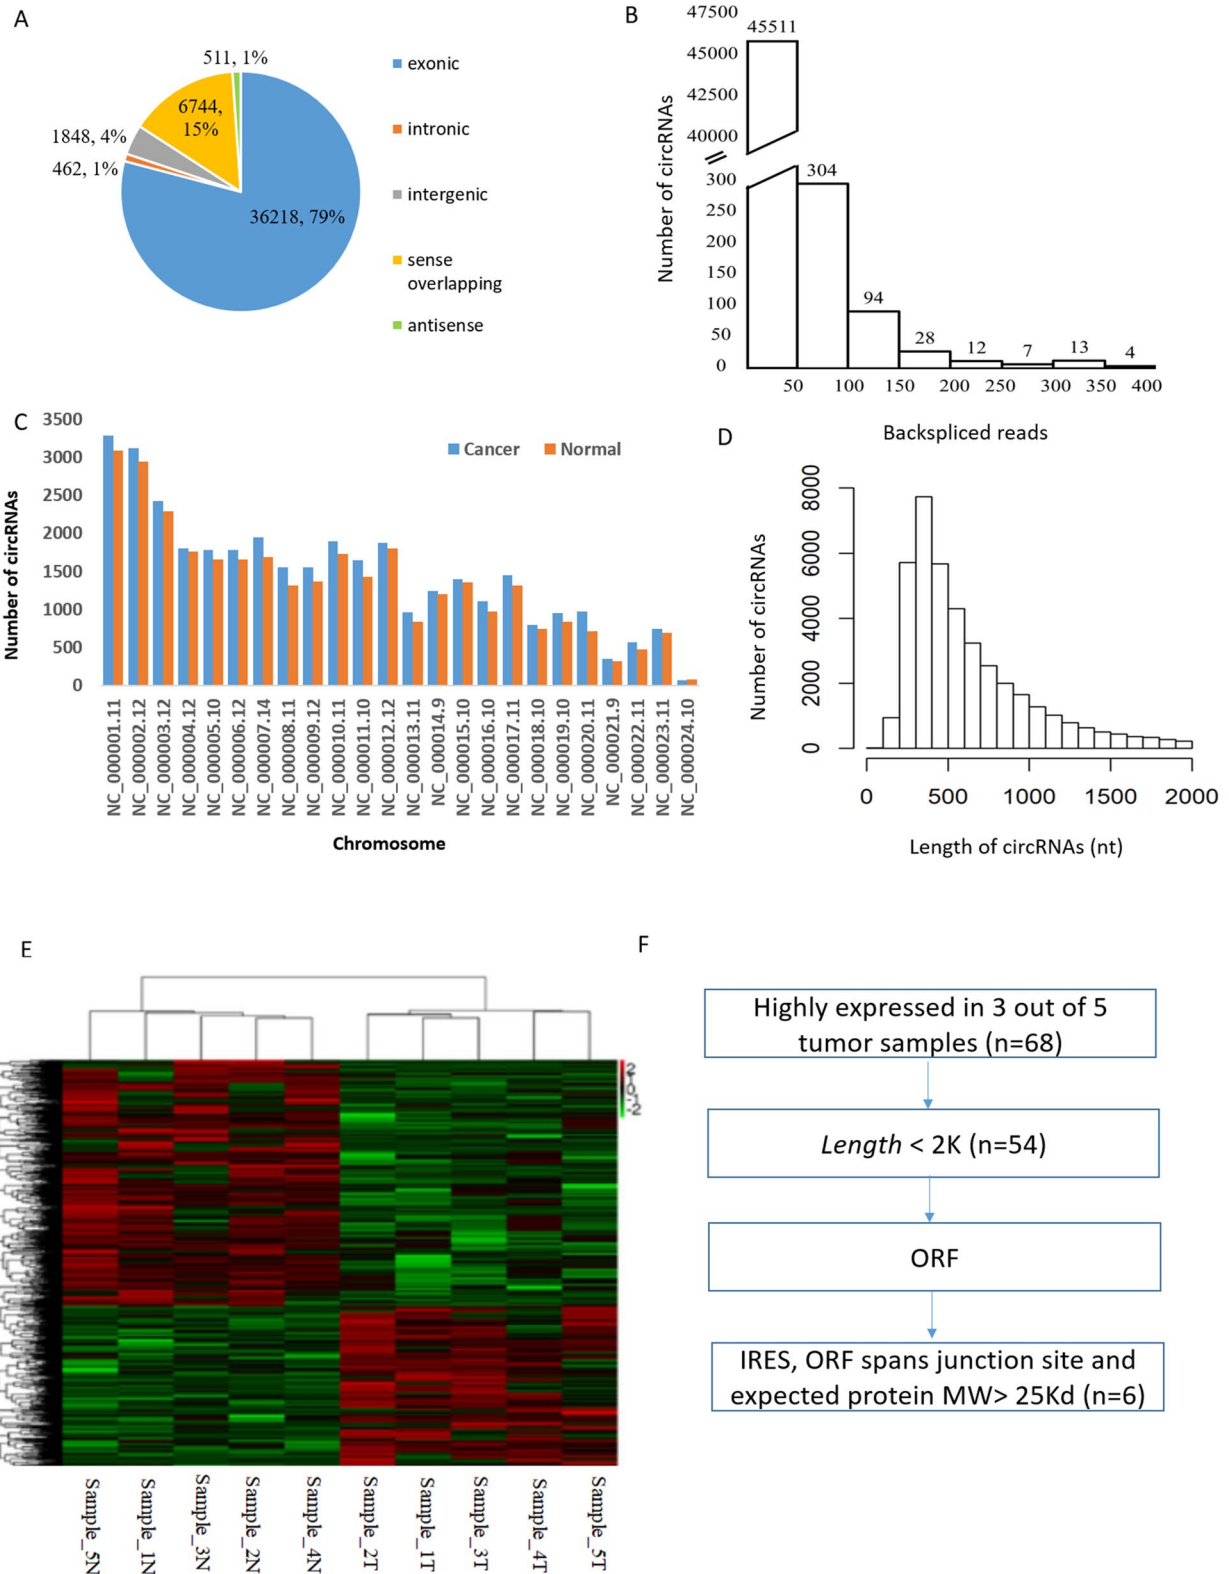 A
511, 1%
6744,
15%
1848, 4%
462, 1%
36218, 79%
exonic
intronic
intergenic
sense
overlapping
antisense
B
Number of circRNAs
47500
45000
42500
40000
300
250
200
150
100
50
0
45511
304
94
28
12
7
13
4
50
100
150
200
250
300
350
400
Backspliced reads
C
Number of circRNAs
3500
3000
2500
2000
1500
1000
500
0
Cancer
Normal
NC_000001.11
NC_000002.12
NC_000003.12
NC_000004.12
NC_000005.10
NC_000006.12
NC_000007.14
NC_000008.11
NC_000009.12
NC_000010.11
NC_000011.10
NC_000012.12
NC_000013.11
NC_000014.9
NC_000015.10
NC_000016.10
NC_000017.11
NC_000018.10
NC_000019.10
NC_000020.11
NC_000021.9
NC_000022.11
NC_000023.11
NC_000024.10
Chromosome
D
Number of circRNAs
8000
6000
4000
2000
0
0
500
1000
1500
2000
Length of circRNAs (nt)
E
2
1
0
-1
-2
Sample_5N
Sample_1N
Sample_3N
Sample_2N
Sample_4N
Sample_2T
Sample_1T
Sample_3T
Sample_4T
Sample_5T
F
Highly expressed in 3 out of 5
tumor samples (n=68)
Length < 2K (n=54)
ORF
IRES, ORF spans junction site and
expected protein MW> 25Kd (n=6)